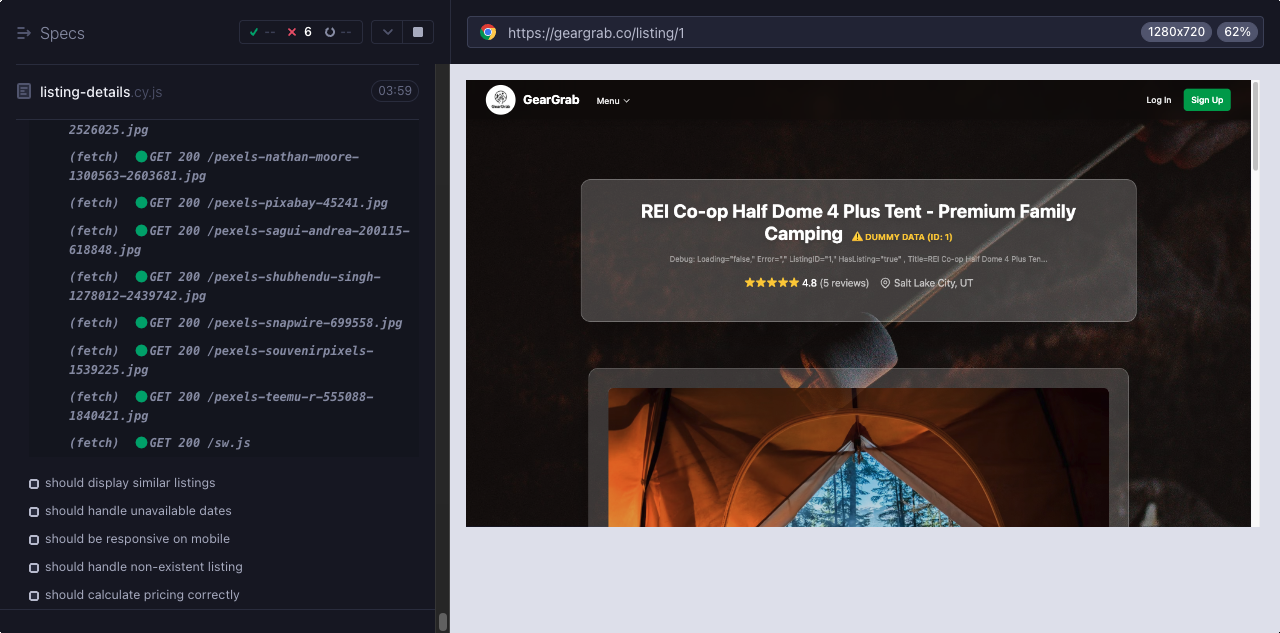 Specs
-- 6 --
listing-details.cy.js
03:59
2526025.jpg
(fetch) GET 200 /pexels-nathan-moore-
1300563-2603681.jpg
(fetch) GET 200 /pexels-pixabay-45241.jpg
(fetch) GET 200 /pexels-sagui-andrea-200115-
618848.jpg
(fetch) GET 200 /pexels-shubhendu-singh-
1278012-2439742.jpg
(fetch) GET 200 /pexels-snapwire-699558.jpg
(fetch) GET 200 /pexels-souvenirpixels-
1539225.jpg
(fetch) GET 200 /pexels-teemu-r-555088-
1840421.jpg
(fetch) GET 200 /sw.js
should display similar listings
should handle unavailable dates
should be responsive on mobile
should handle non-existent listing
should calculate pricing correctly
https://geargrab.co/listing/1
1280x720
62%
GearGrab
GearGrab
Menu
Log In
Sign Up
REI Co-op Half Dome 4 Plus Tent - Premium Family
Camping DUMMY DATA (ID: 1)
Debug: Loading="false," Error="," ListingID="1," HasListing="true" , Title=REI Co-op Half Dome 4 Plus Ten...
4.8 (5 reviews) Salt Lake City, UT